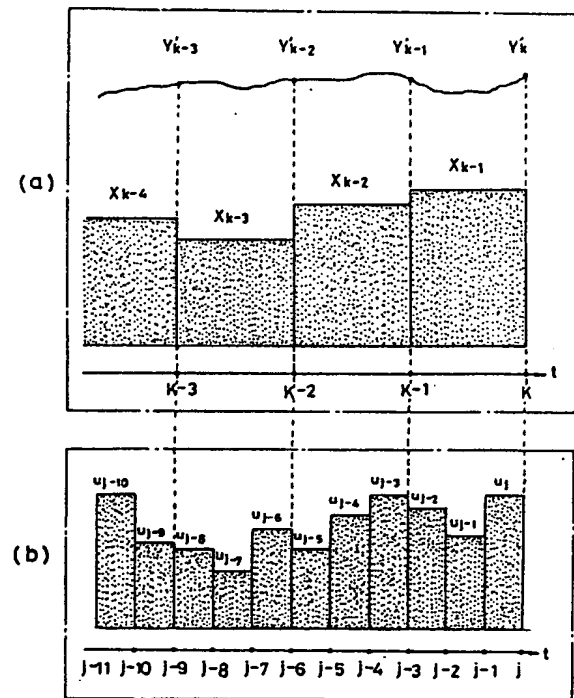 Y'k-3 Y'k-2 Y'k-1 Y'k
(a)
Xk-4 Xk-3 Xk-2 Xk-1
t
K-3 K-2 K-1 K
(b)
uj-10 uj-9 uj-8 uj-7 uj-6 uj-5 uj-4 uj-3 uj-2 uj-1 uj
t
j-11 j-10 j-9 j-8 j-7 j-6 j-5 j-4 j-3 j-2 j-1 j